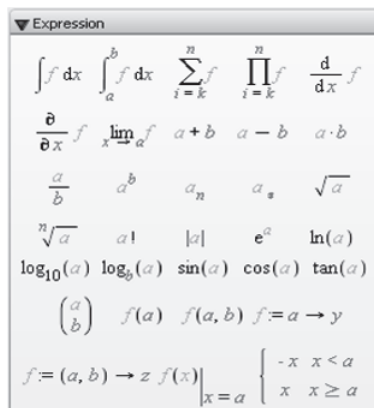 Expression
∫f dx ∫_a^b f dx ∑_{i = k}^n f ∏_{i = k}^n f d/dx f
∂/∂x f lim_{x→a} f a + b a − b a·b
a/b a^b a_n a_* √a
ⁿ√a a! |a| e^a ln(a)
log₁₀(a) log_b(a) sin(a) cos(a) tan(a)
(a b) f(a) f(a, b) f := a → y
f := (a, b) → z f(x)|_{x = a} { -x x < a
x x ≥ a